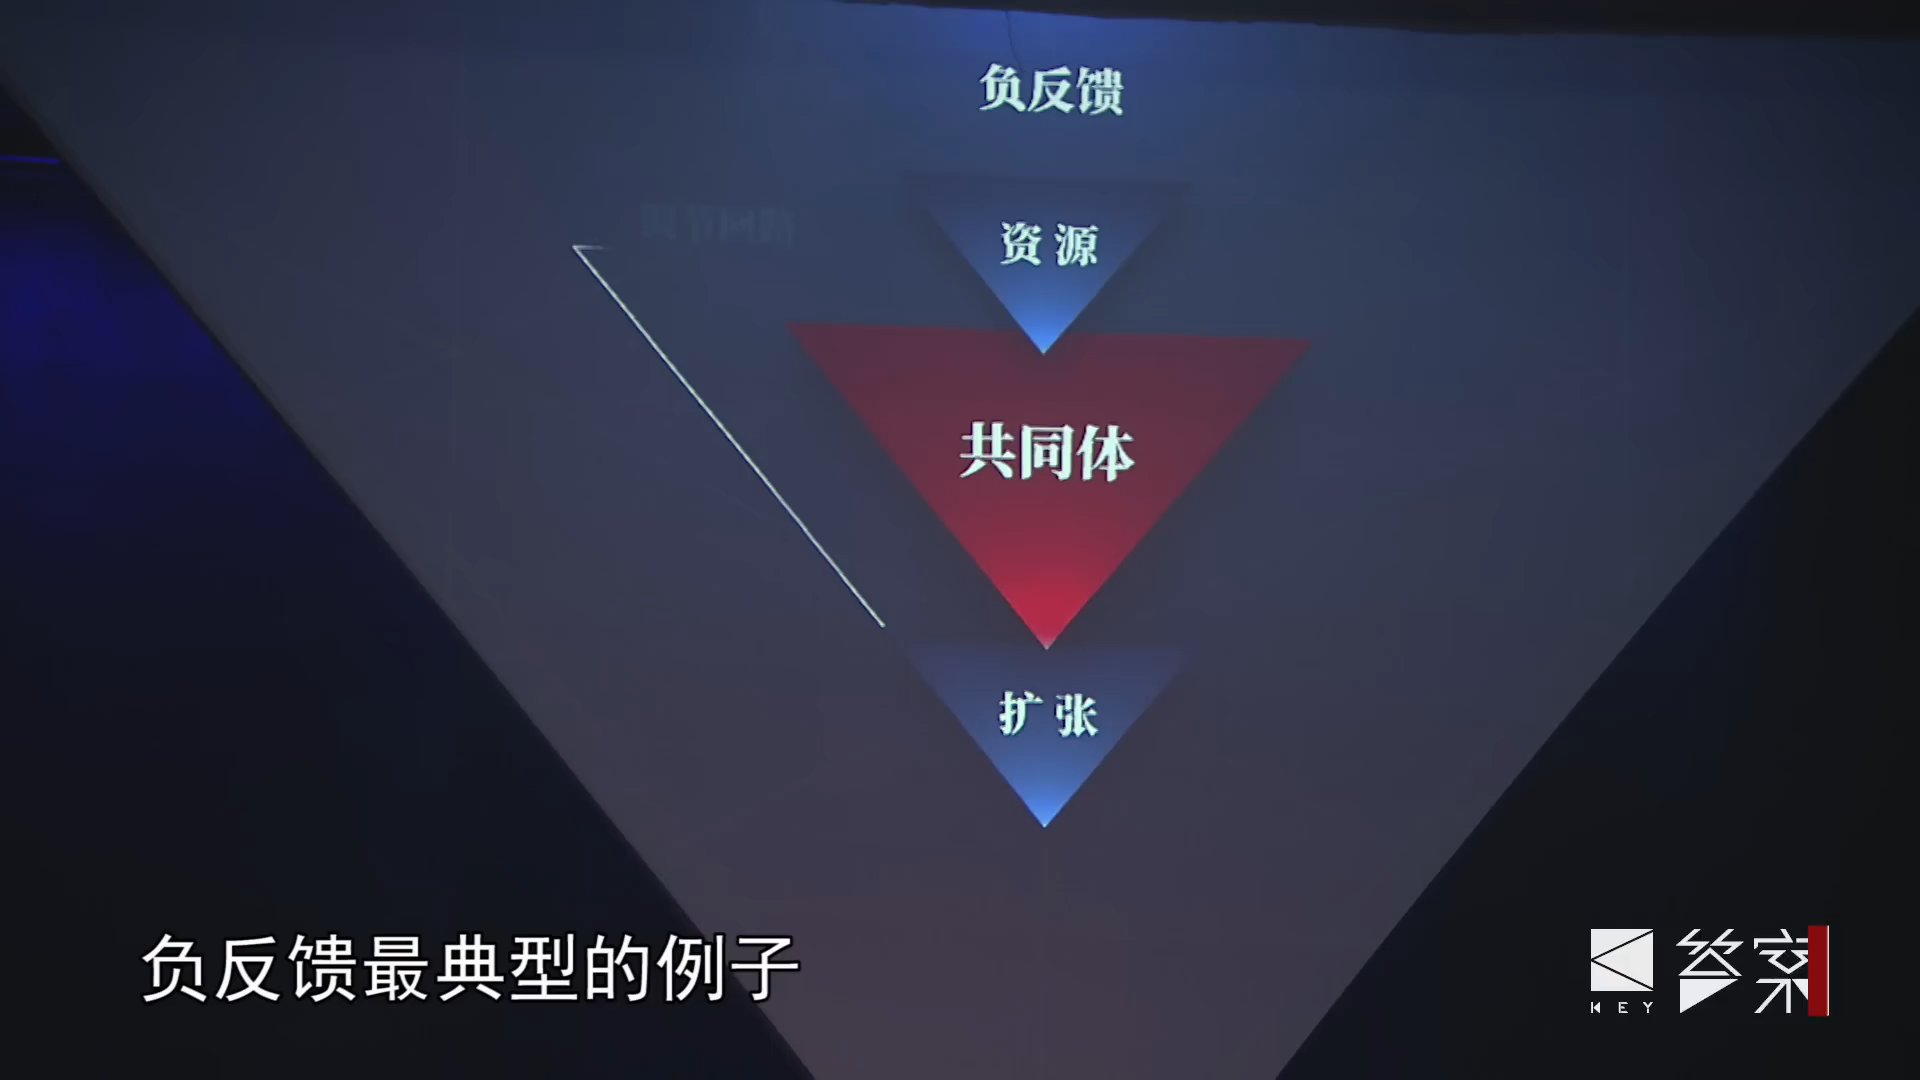 负反馈
资源
共同体
扩张
负反馈最典型的例子
答案
KEY